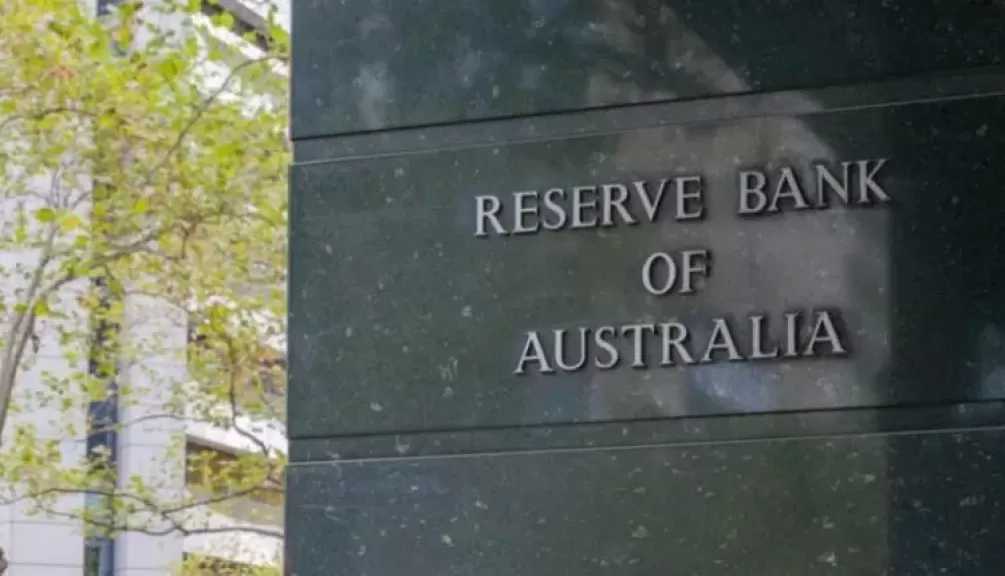 RESERVE BANK
OF
AUSTRALIA